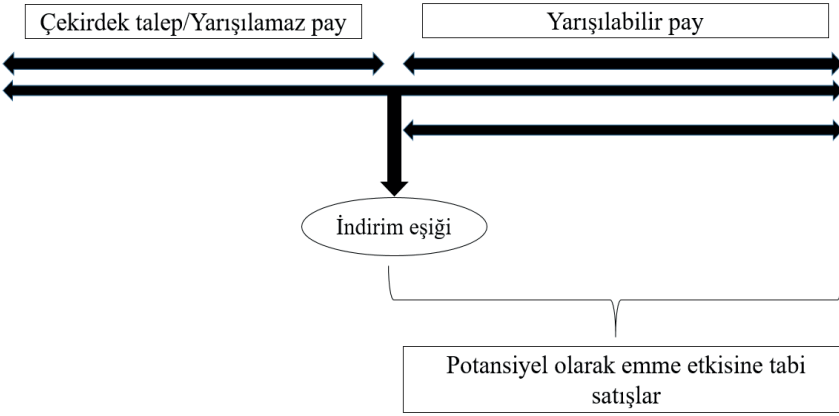 Çekirdek talep/Yarışılamaz pay
Yarışılabilir pay
İndirim eşiği
Potansiyel olarak emme etkisine tabi
satışlar